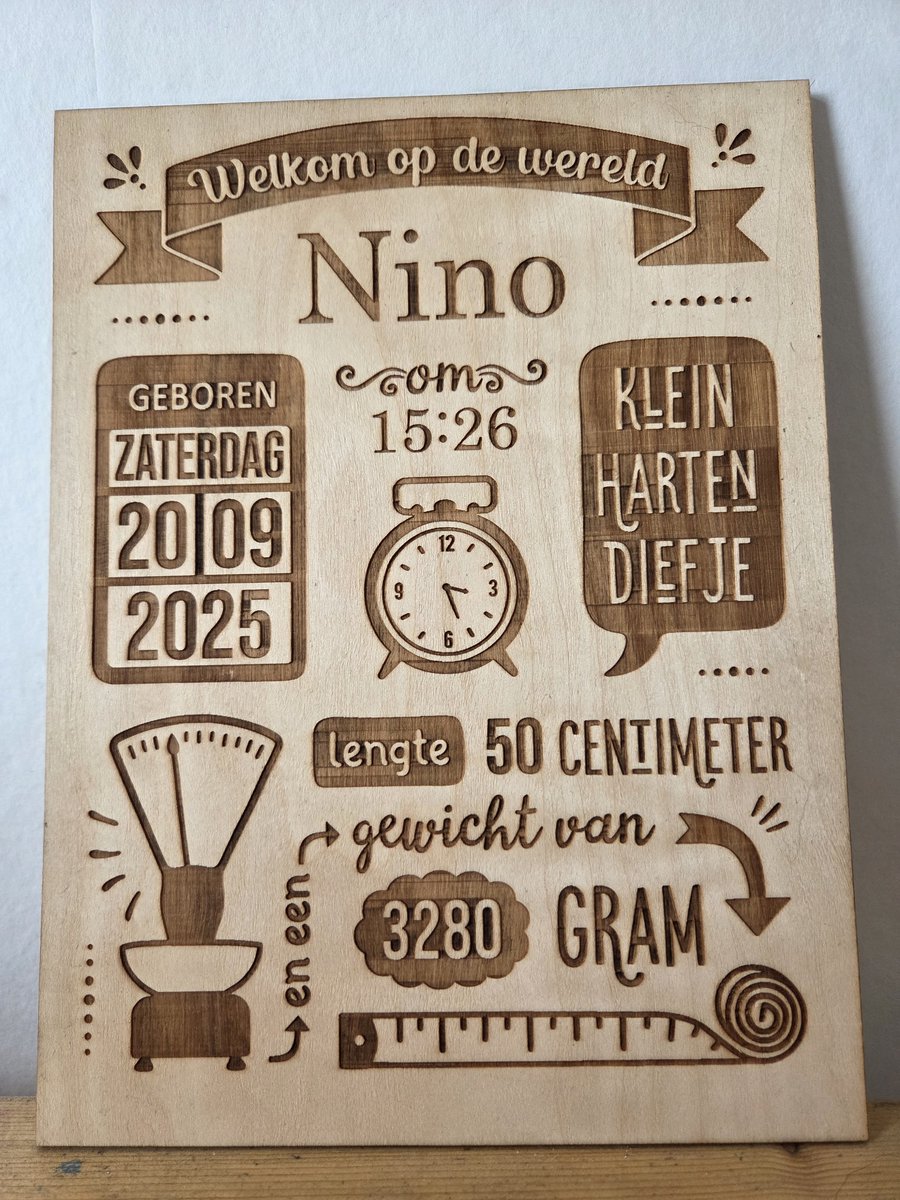 Welkom op de wereld
Nino
GEBOREN
ZATERDAG
20 09
2025
om
15:26
12
9 3
6
KLEIN
HARTEN
DIEFJE
lengte 50 CENTIMETER
en een
gewicht van
3280 GRAM